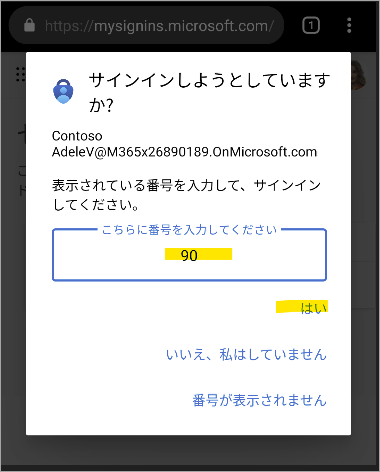 https://mysignins.microsoft.com/
1
サインインしようとしています
か?
Contoso
AdeleV@M365x26890189.OnMicrosoft.com
表示されている番号を入力して、サインイン
してください。
こちらに番号を入力してください
90
はい
いいえ、私はしていません
番号が表示されません